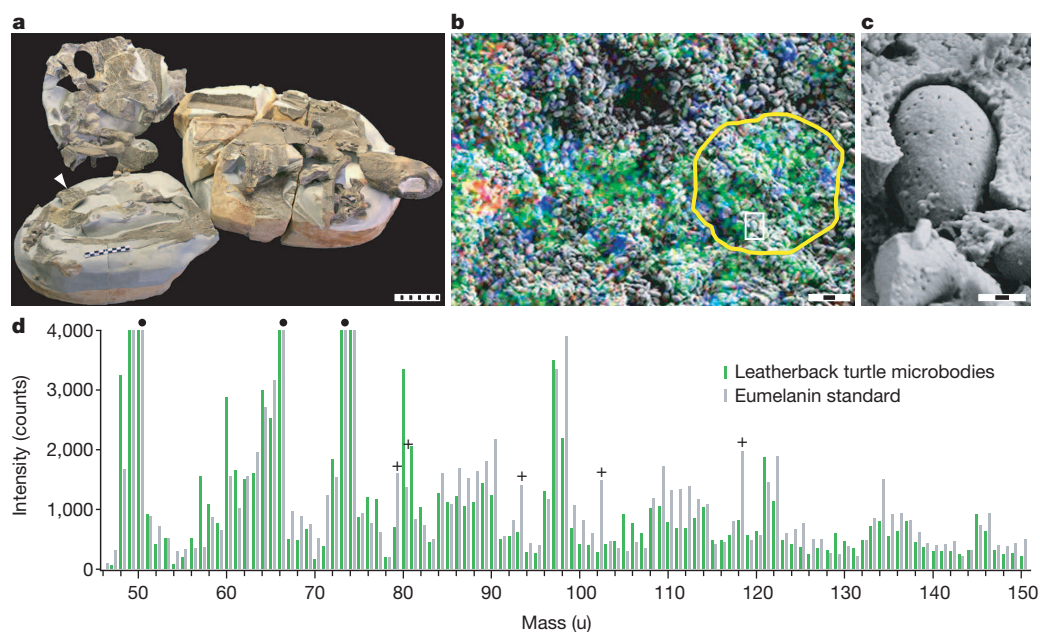 a
b
c
d
4,000
3,000
2,000
1,000
0
Intensity (counts)
+ + + + +
Leatherback turtle microbodies
Eumelanin standard
50 60 70 80 90 100 110 120 130 140 150
Mass (u)